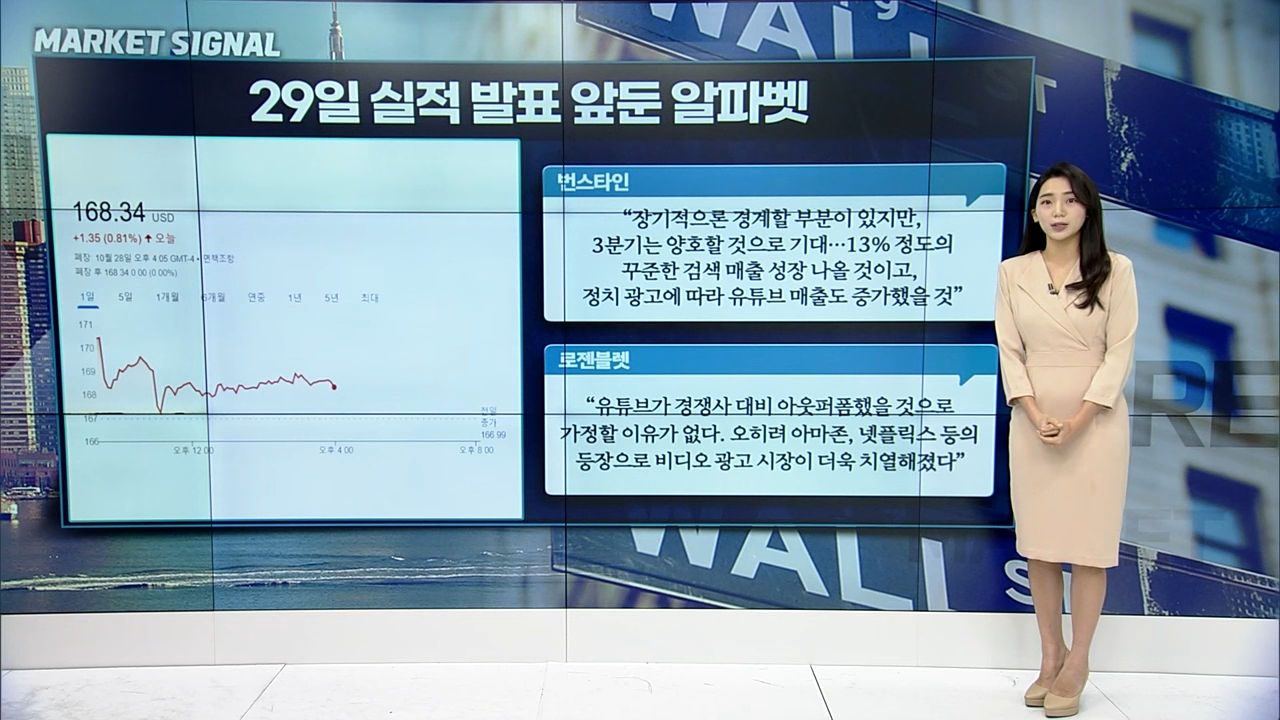 MARKET SIGNAL
29일 실적 발표 앞둔 알파벳
168.34 USD
+1.35 (0.81%) ↑ 오늘
폐장: 10월 28일 오후 4:05 GMT-4 • 면책조항
폐장 후 168.34 0.00 (0.00%)
1일 5일 1개월 6개월 연중 1년 5년 최대
171
170
169
168
167
166
전일
종가
166.99
오후 12:00 오후 4:00 오후 8:00
번스타인
“장기적으론 경계할 부분이 있지만,
3분기는 양호할 것으로 기대…13% 정도의
꾸준한 검색 매출 성장 나올 것이고,
정치 광고에 따라 유튜브 매출도 증가했을 것”
로젠블렛
“유튜브가 경쟁사 대비 아웃퍼폼했을 것으로
가정할 이유가 없다. 오히려 아마존, 넷플릭스 등의
등장으로 비디오 광고 시장이 더욱 치열해졌다”
WALL
ST
WALL
ST
RE